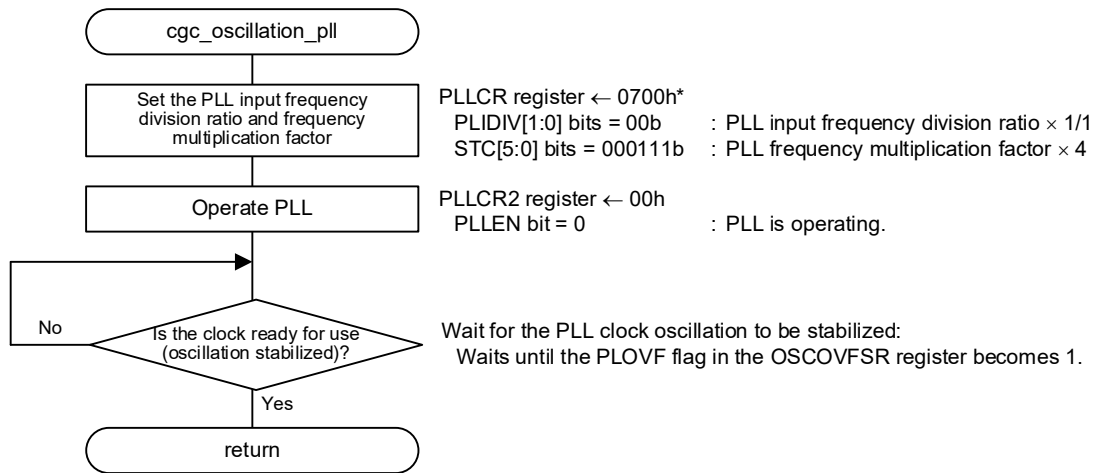 cgc_oscillation_pll
Set the PLL input frequency
division ratio and frequency
multiplication factor
PLLCR register ← 0700h*
PLIDIV[1:0] bits = 00b : PLL input frequency division ratio × 1/1
STC[5:0] bits = 000111b : PLL frequency multiplication factor × 4
Operate PLL
PLLCR2 register ← 00h
PLLEN bit = 0 : PLL is operating.
No
Is the clock ready for use
(oscillation stabilized)?
Wait for the PLL clock oscillation to be stabilized:
Waits until the PLOVF flag in the OSCOVFSR register becomes 1.
Yes
return